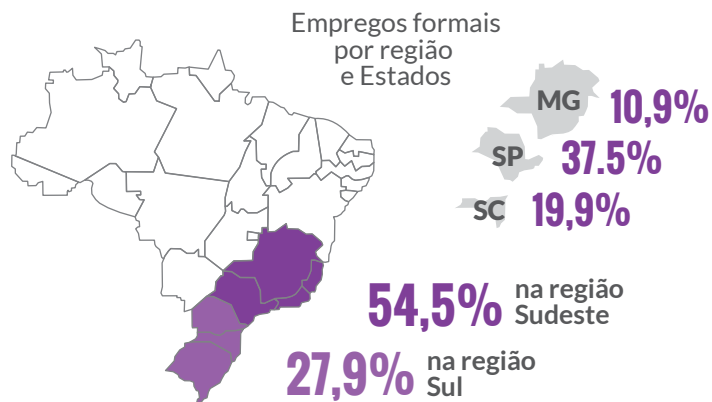 Empregos formais
por região
e Estados
MG 10,9%
SP 37.5%
SC 19,9%
54,5% na região
Sudeste
27,9% na região
Sul